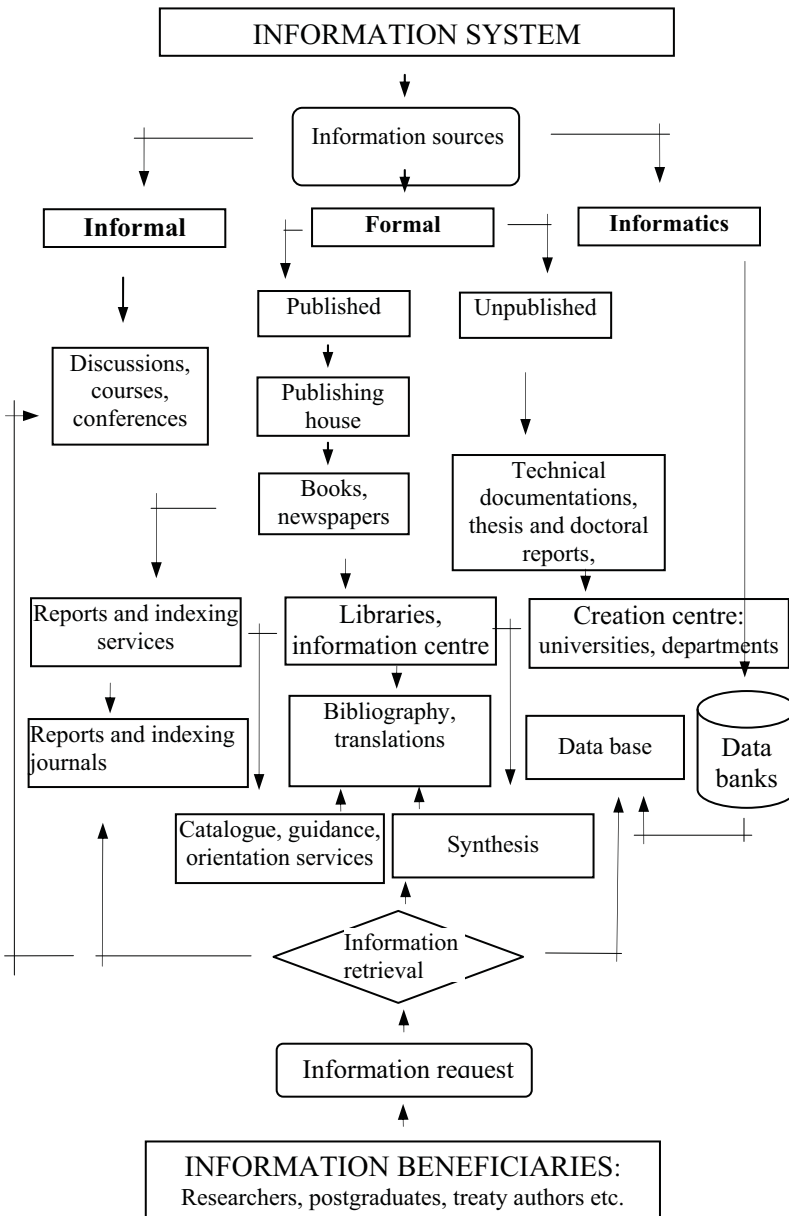 INFORMATION SYSTEM
Information sources
Informal
Formal
Informatics
Published
Unpublished
Discussions,
courses,
conferences
Publishing
house
Books,
newspapers
Technical
documentations,
thesis and doctoral
reports,
Reports and indexing
services
Libraries,
information centre
Creation centre:
universities, departments
Reports and indexing
journals
Bibliography,
translations
Data base
Data
banks
Catalogue, guidance,
orientation services
Synthesis
Information
retrieval
Information request
INFORMATION BENEFICIARIES:
Researchers, postgraduates, treaty authors etc.